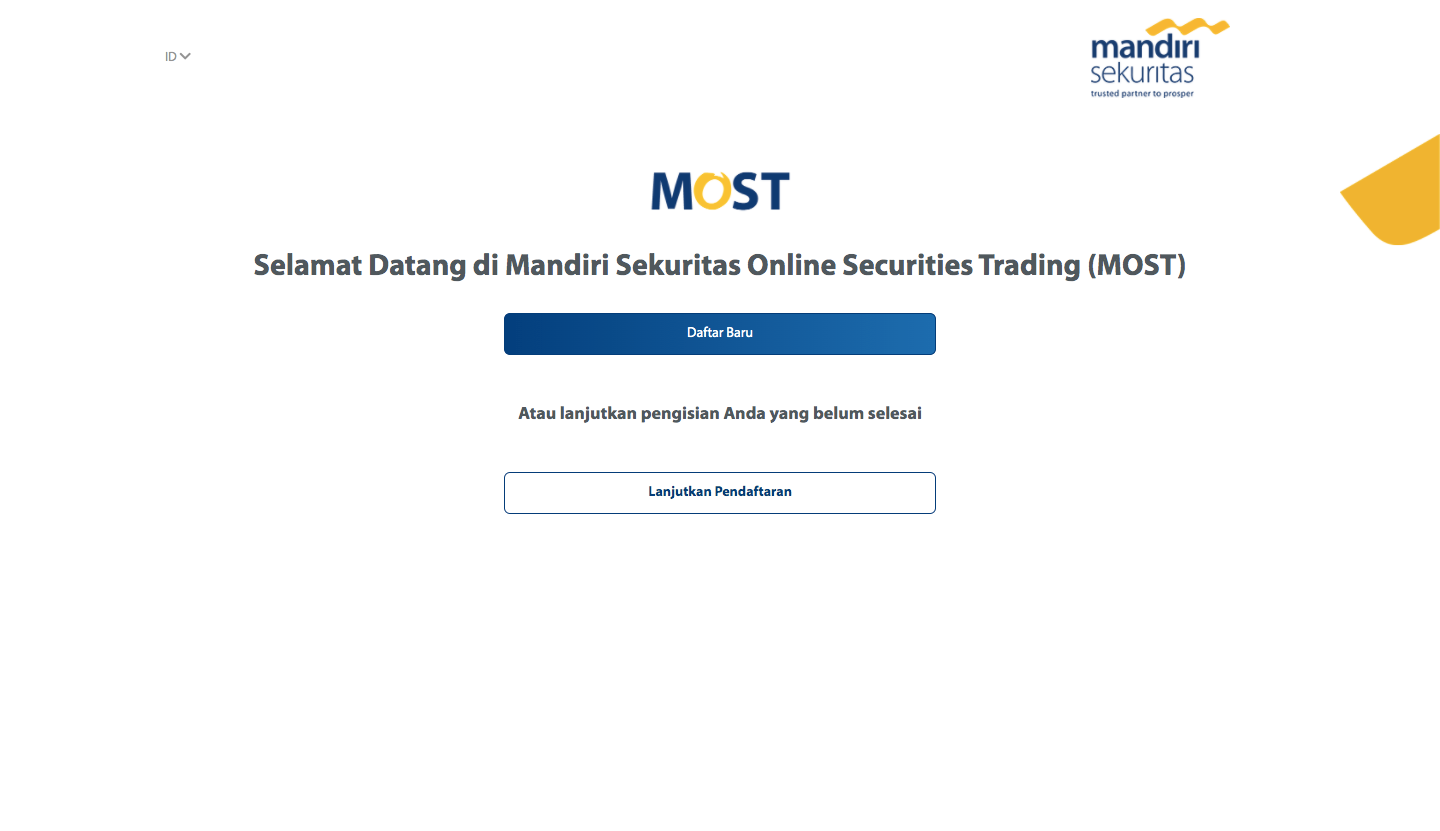 ID
mandiri
sekuritas
trusted partner to prosper
MOST
Selamat Datang di Mandiri Sekuritas Online Securities Trading (MOST)
Daftar Baru
Atau lanjutkan pengisian Anda yang belum selesai
Lanjutkan Pendaftaran